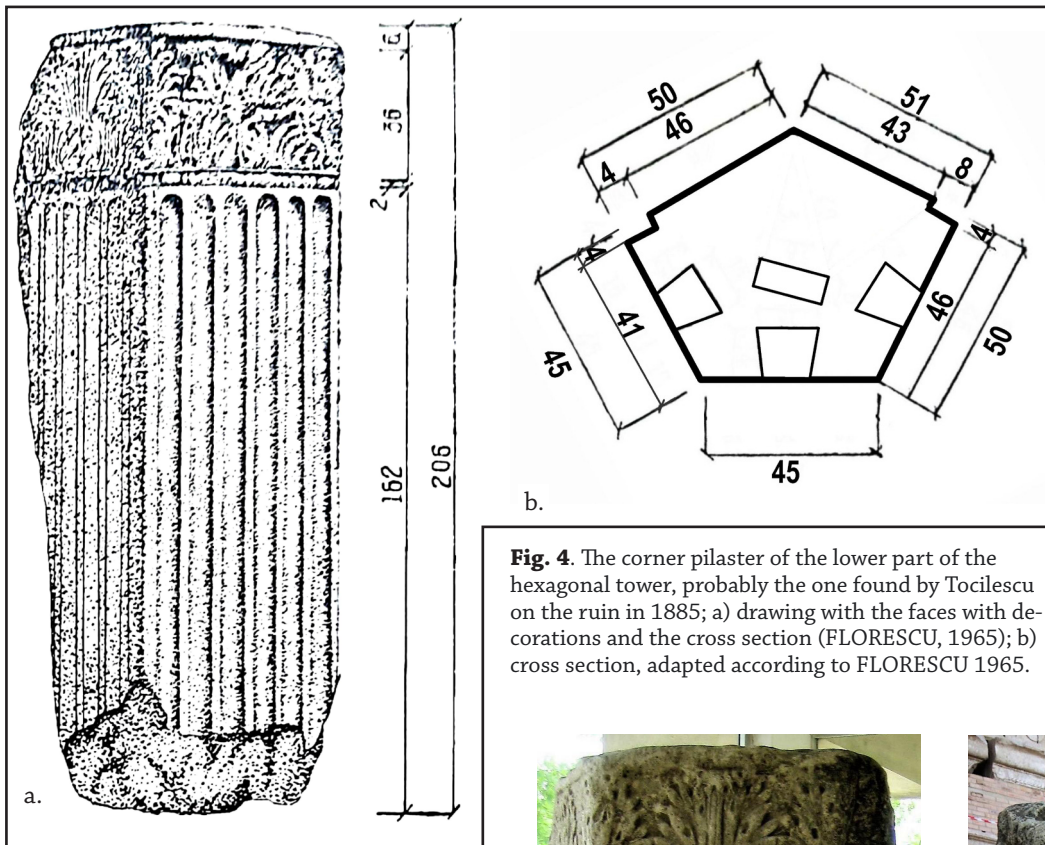 36
2
162
206
a.
50
46
4
51
43
8
4
41
45
4
46
50
45
b.
Fig. 4. The corner pilaster of the lower part of the
hexagonal tower, probably the one found by Tocilescu
on the ruin in 1885; a) drawing with the faces with de-
corations and the cross section (FLORESCU, 1965); b)
cross section, adapted according to FLORESCU 1965.